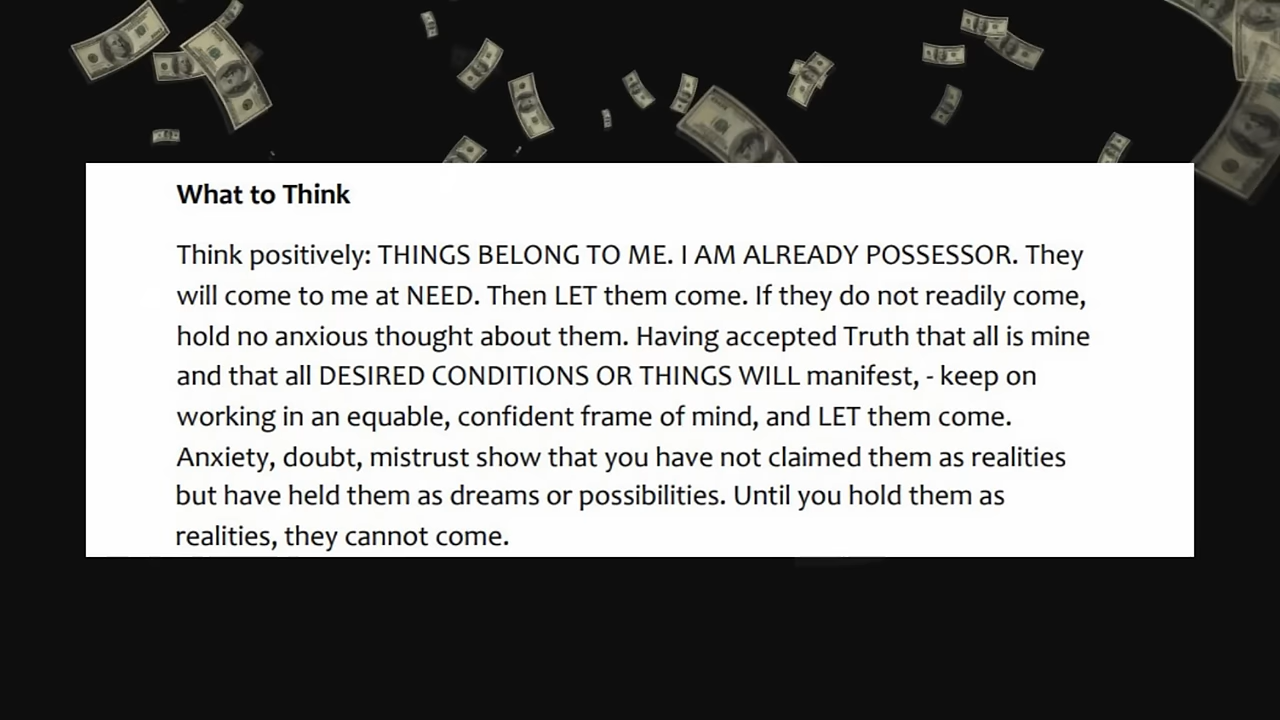 What to Think
Think positively: THINGS BELONG TO ME. I AM ALREADY POSSESSOR. They
will come to me at NEED. Then LET them come. If they do not readily come,
hold no anxious thought about them. Having accepted Truth that all is mine
and that all DESIRED CONDITIONS OR THINGS WILL manifest, - keep on
working in an equable, confident frame of mind, and LET them come.
Anxiety, doubt, mistrust show that you have not claimed them as realities
but have held them as dreams or possibilities. Until you hold them as
realities, they cannot come.